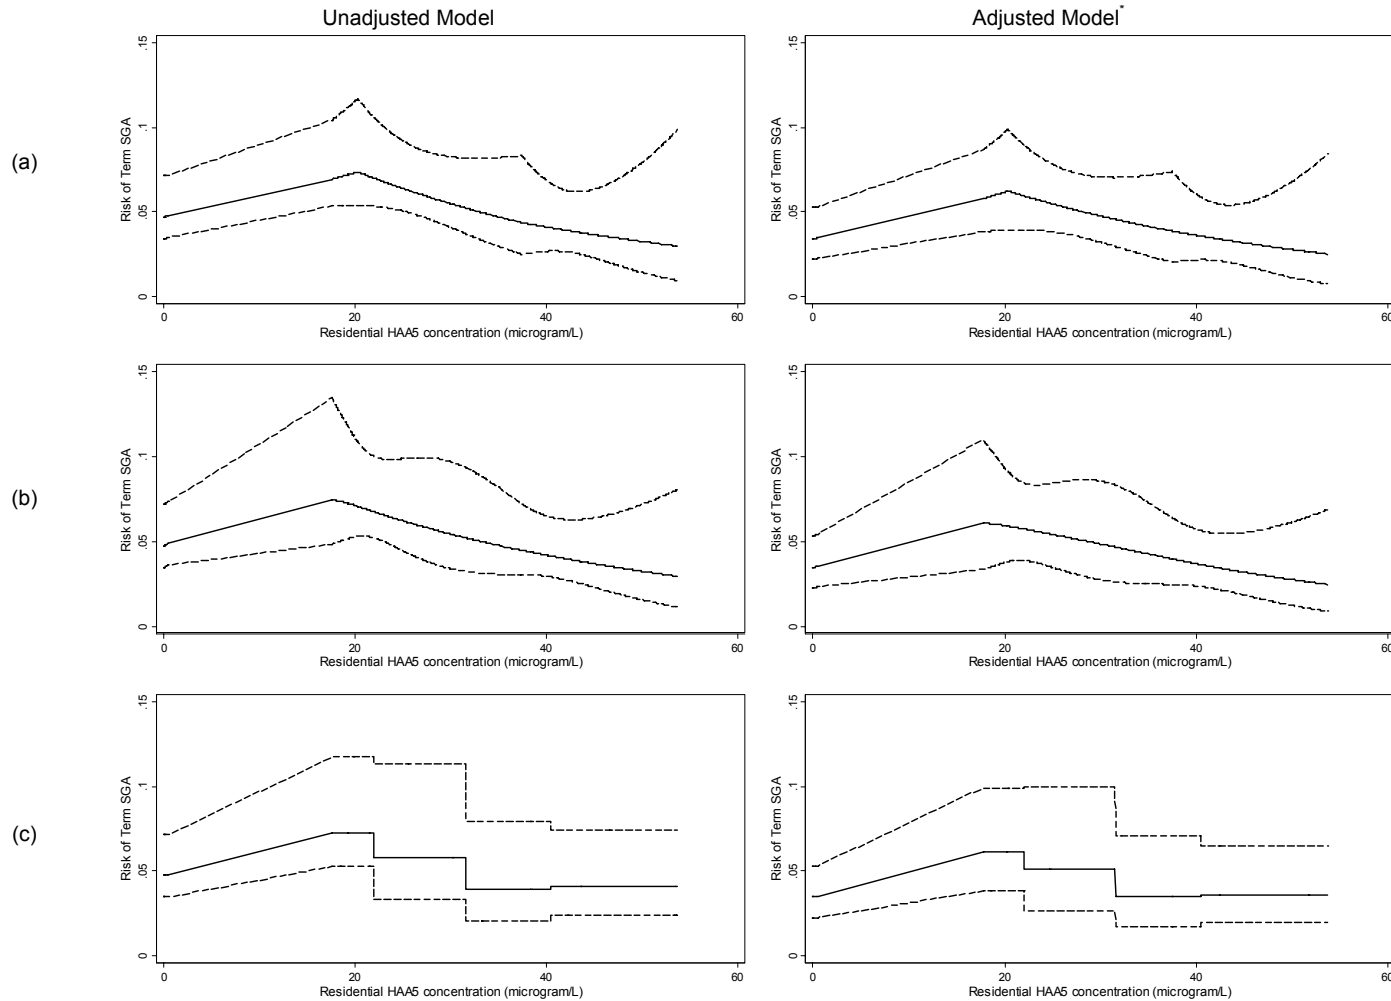 Unadjusted Model
Adjusted Model*
(a)
Risk of Term SGA
0 .05 .1 .15
0 20 40 60
Residential HAA5 concentration (microgram/L)
Risk of Term SGA
0 .05 .1 .15
0 20 40 60
Residential HAA5 concentration (microgram/L)
(b)
Risk of Term SGA
0 .05 .1 .15
0 20 40 60
Residential HAA5 concentration (microgram/L)
Risk of Term SGA
0 .05 .1 .15
0 20 40 60
Residential HAA5 concentration (microgram/L)
(c)
Risk of Term SGA
0 .05 .1 .15
0 20 40 60
Residential HAA5 concentration (microgram/L)
Risk of Term SGA
0 .05 .1 .15
0 20 40 60
Residential HAA5 concentration (microgram/L)